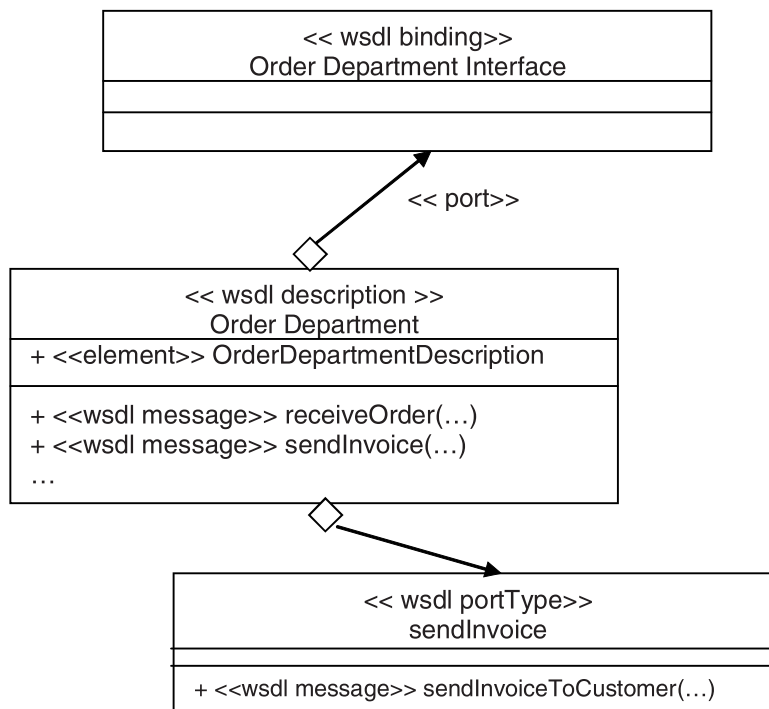 << wsdl binding>>
Order Department Interface
<< port>>
<< wsdl description >>
Order Department
+ <<element>> OrderDepartmentDescription
+ <<wsdl message>> receiveOrder(…)
+ <<wsdl message>> sendInvoice(…)
…
<< wsdl portType>>
sendInvoice
+ <<wsdl message>> sendInvoiceToCustomer(…)